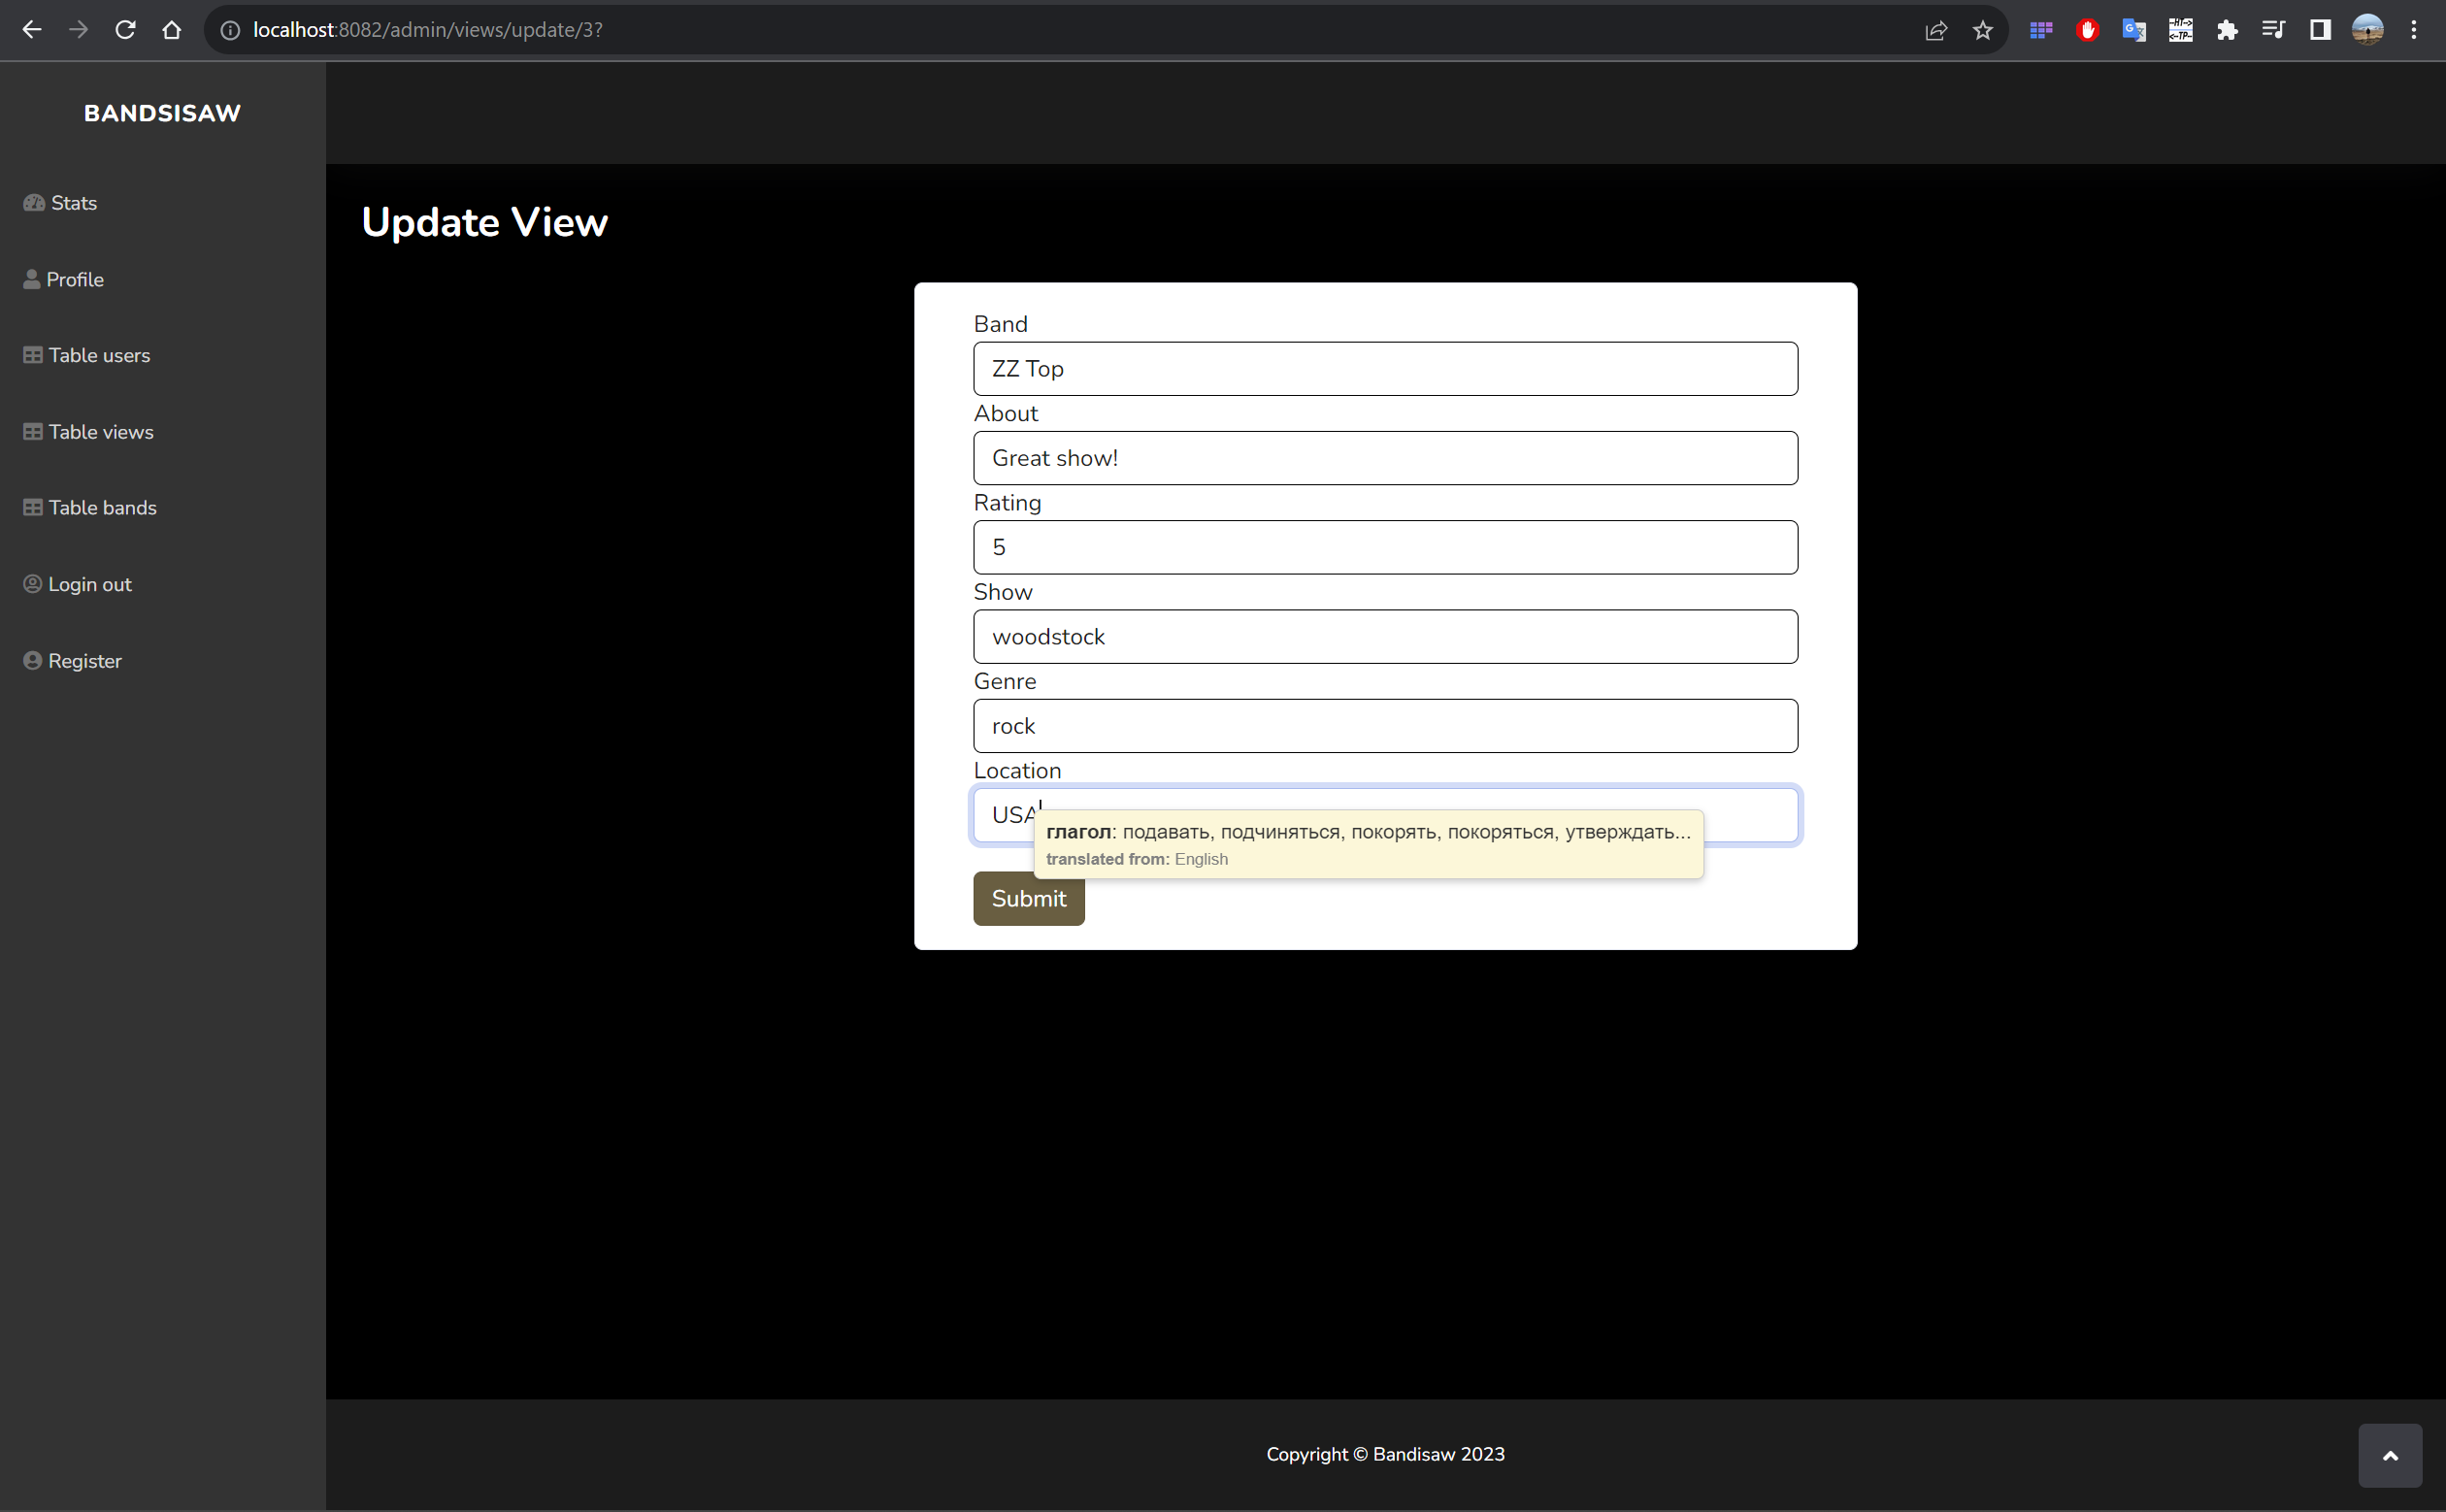 localhost:8082/admin/views/update/3?
BANDSISAW
Stats
Profile
Table users
Table views
Table bands
Login out
Register
Update View
Band
ZZ Top
About
Great show!
Rating
5
Show
woodstock
Genre
rock
Location
USA
глагол: подавать, подчиняться, покорять, покоряться, утверждать...
translated from: English
Submit
Copyright © Bandisaw 2023